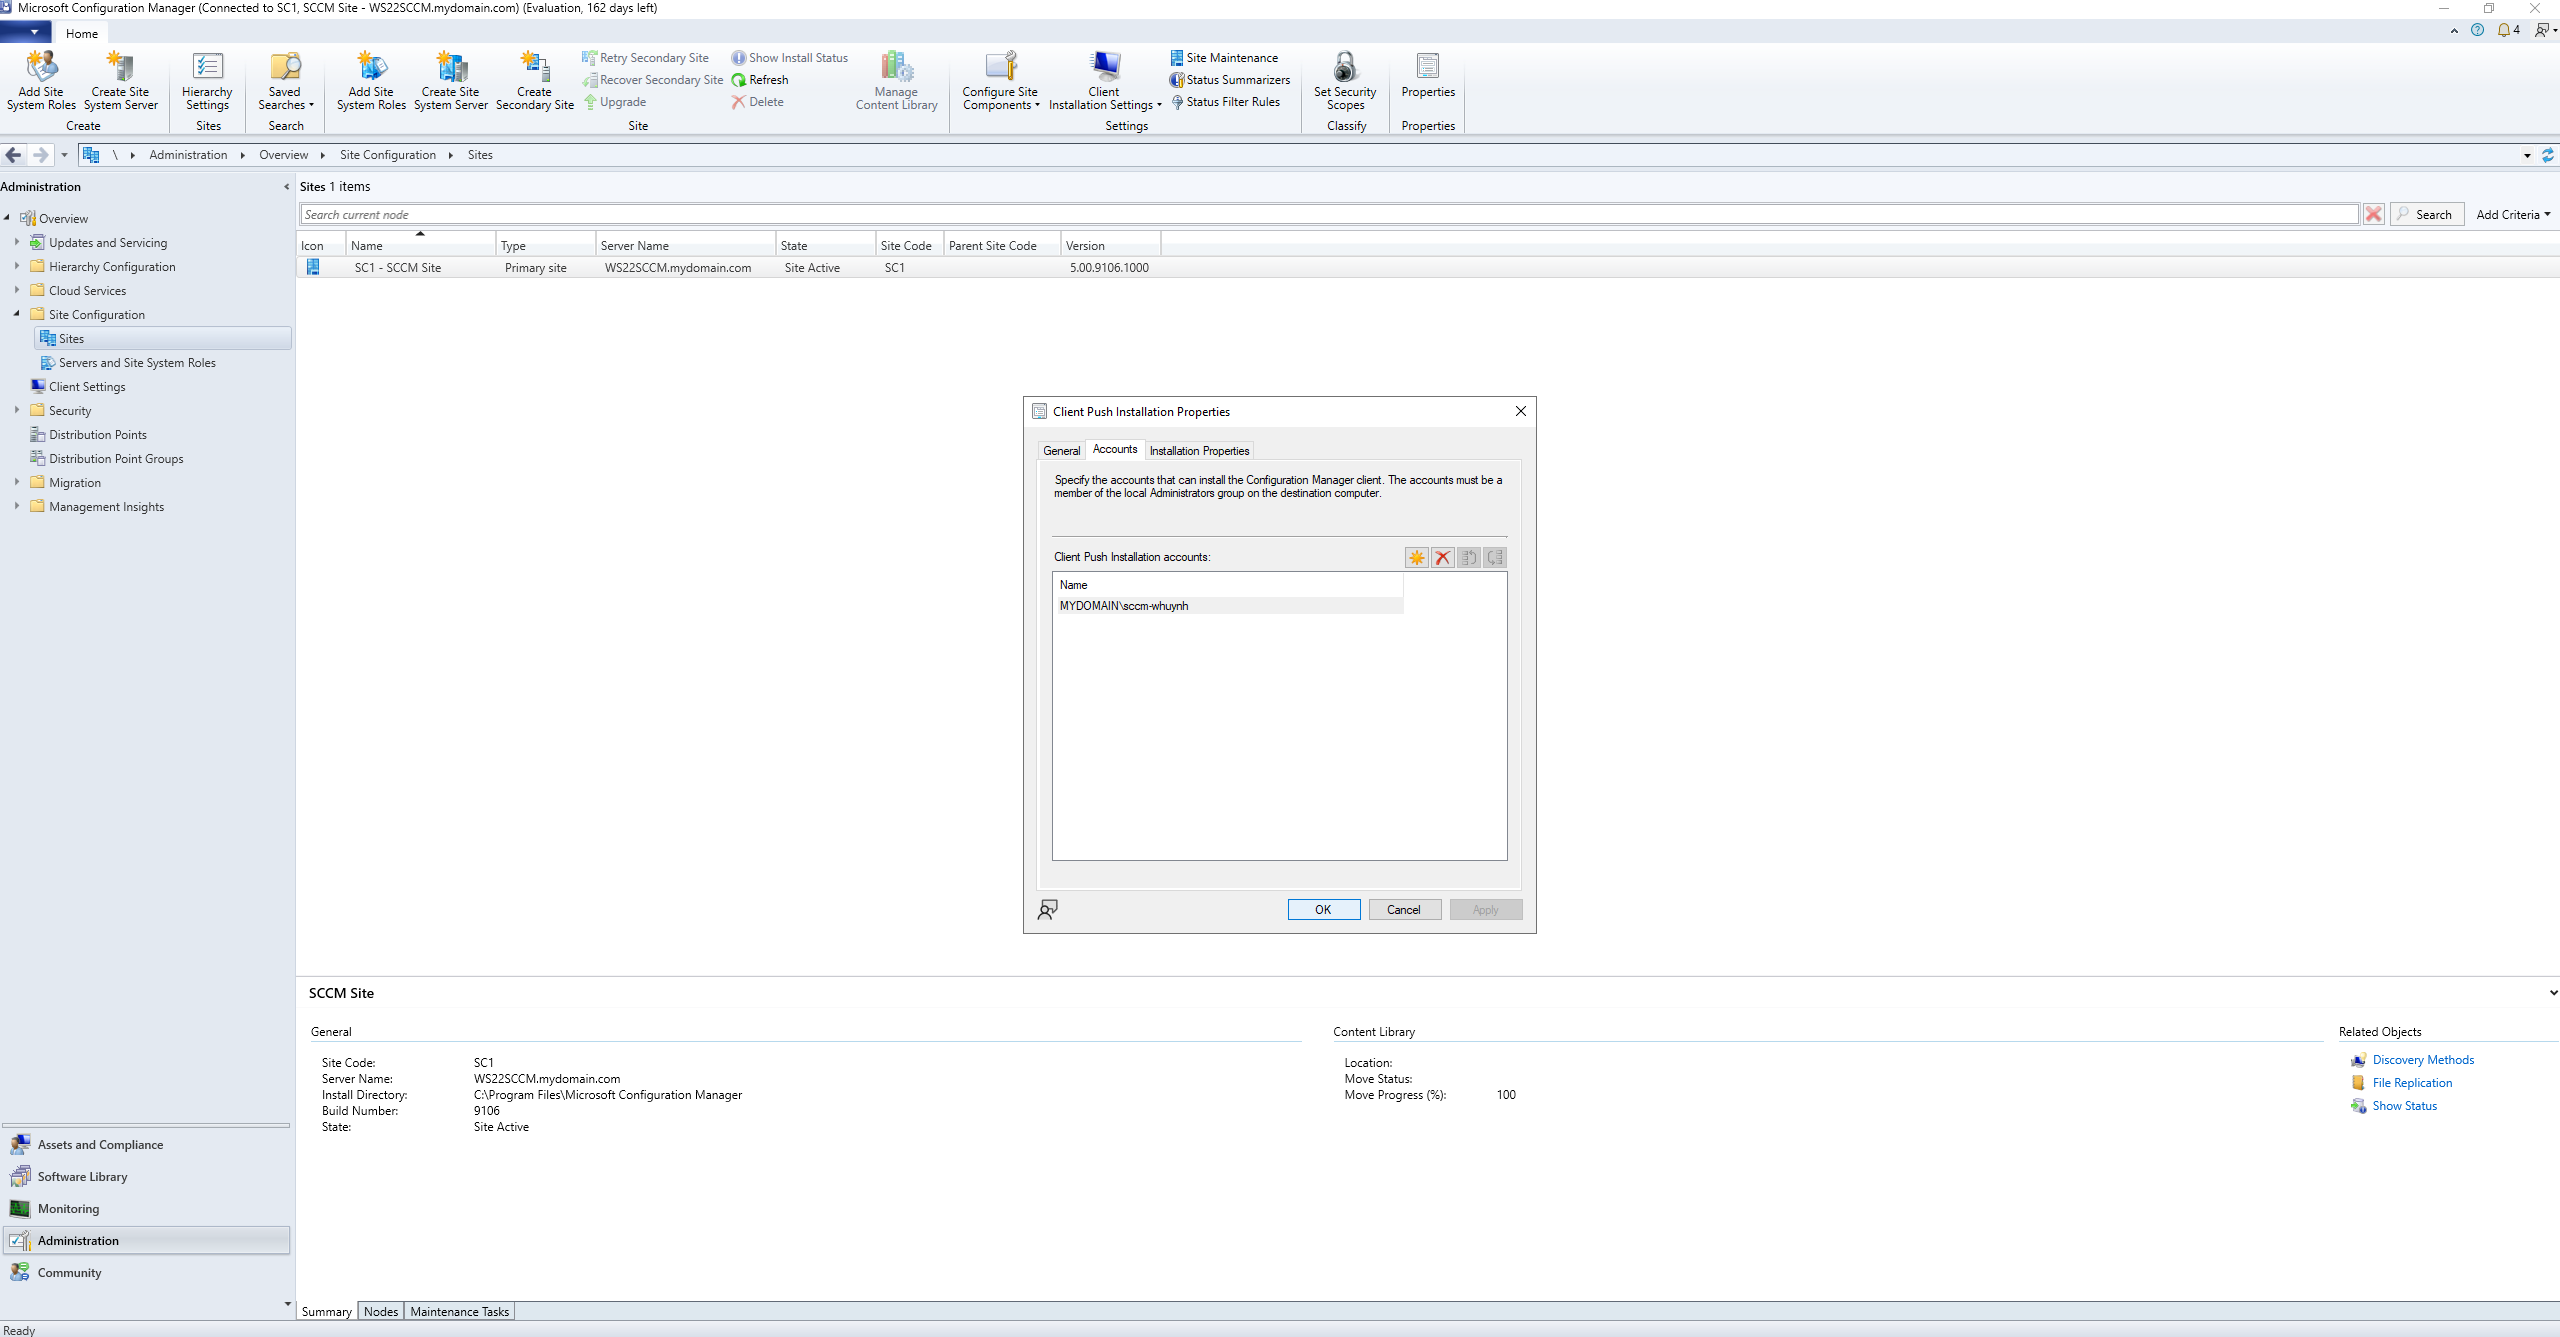 Microsoft Configuration Manager (Connected to SC1, SCCM Site - WS22SCCM.mydomain.com) (Evaluation, 162 days left)
Home
4
Add Site System Roles
Create Site System Server
Create
Hierarchy Settings
Sites
Saved Searches
Search
Add Site System Roles
Create Site System Server
Create Secondary Site
Retry Secondary Site
Recover Secondary Site
Upgrade
Show Install Status
Refresh
Delete
Manage Content Library
Site
Configure Site Components
Client Installation Settings
Site Maintenance
Status Summarizers
Status Filter Rules
Settings
Set Security Scopes
Classify
Properties
Properties
\ Administration Overview Site Configuration Sites
Administration
Overview
Updates and Servicing
Hierarchy Configuration
Cloud Services
Site Configuration
Sites
Servers and Site System Roles
Client Settings
Security
Distribution Points
Distribution Point Groups
Migration
Management Insights
Assets and Compliance
Software Library
Monitoring
Administration
Community
Sites 1 items
Search current node
Search
Add Criteria
Icon Name Type Server Name State Site Code Parent Site Code Version
SC1 - SCCM Site Primary site WS22SCCM.mydomain.com Site Active SC1 5.00.9106.1000
Client Push Installation Properties
General Accounts Installation Properties
Specify the accounts that can install the Configuration Manager client. The accounts must be a
member of the local Administrators group on the destination computer.
Client Push Installation accounts:
Name
MYDOMAIN\sccm-whuynh
OK Cancel Apply
SCCM Site
General
Site Code: SC1
Server Name: WS22SCCM.mydomain.com
Install Directory: C:\Program Files\Microsoft Configuration Manager
Build Number: 9106
State: Site Active
Content Library
Location:
Move Status:
Move Progress (%): 100
Related Objects
Discovery Methods
File Replication
Show Status
Summary Nodes Maintenance Tasks
Ready